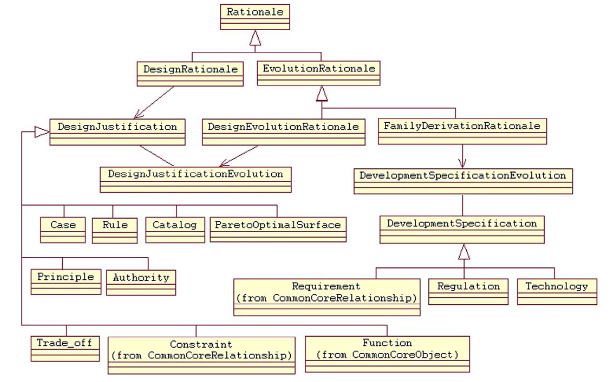 Rationale
DesignRationale
EvolutionRationale
DesignJustification
DesignEvolutionRationale
FamilyDerivationRationale
DesignJustificationEvolution
DevelopmentSpecificationEvolution
Case
Rule
Catalog
ParetoOptimalSurface
DevelopmentSpecification
Principle
Authority
Requirement
(from CommonCoreRelationship)
Regulation
Technology
Trade_off
Constraint
(from CommonCoreRelationship)
Function
(from CommonCoreObject)